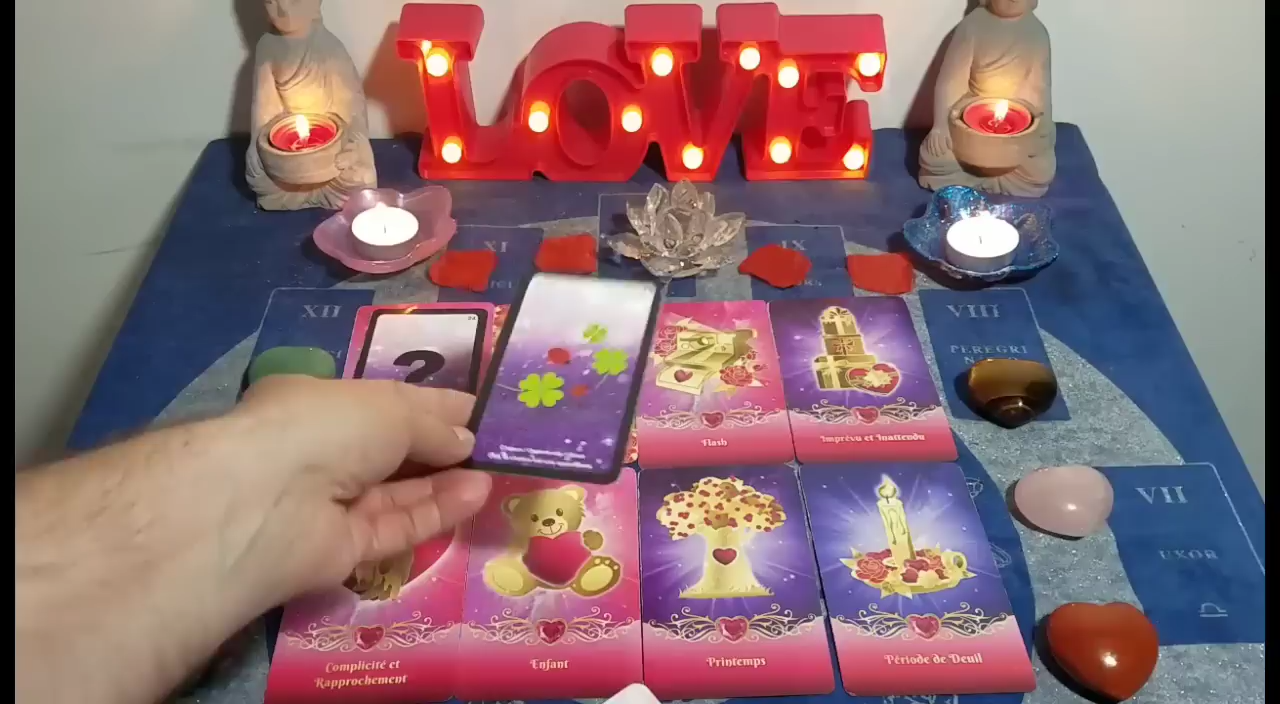 LOVE
XI
IX
XII
VIII
PEREGRI
?
Flash
Imprévu et Inattendu
VII
UXOR
Complicité et
Rapprochement
Enfant
Printemps
Période de Deuil